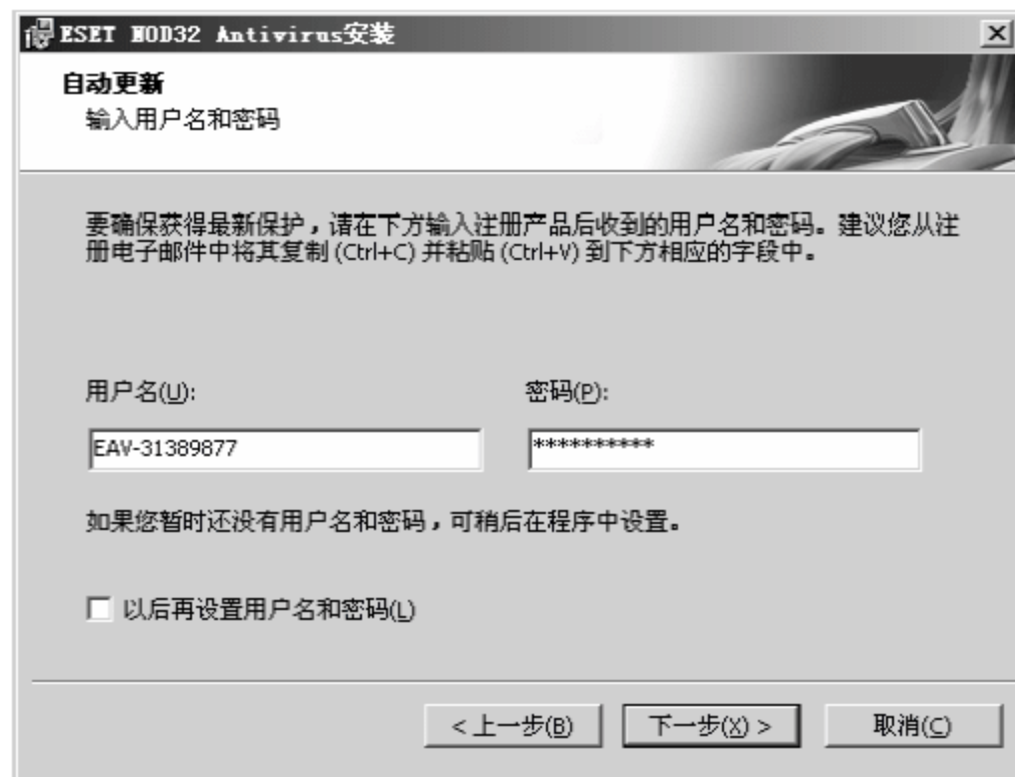 ESET NOD32 Antivirus安装
自动更新
输入用户名和密码
要确保获得最新保护，请在下方输入注册产品后收到的用户名和密码。建议您从注
册电子邮件中将其复制 (Ctrl+C) 并粘贴 (Ctrl+V) 到下方相应的字段中。
用户名(U): 密码(P):
EAV-31389877 **********
如果您暂时还没有用户名和密码，可稍后在程序中设置。
以后再设置用户名和密码(L)
< 上一步(B) 下一步(X) > 取消(C)